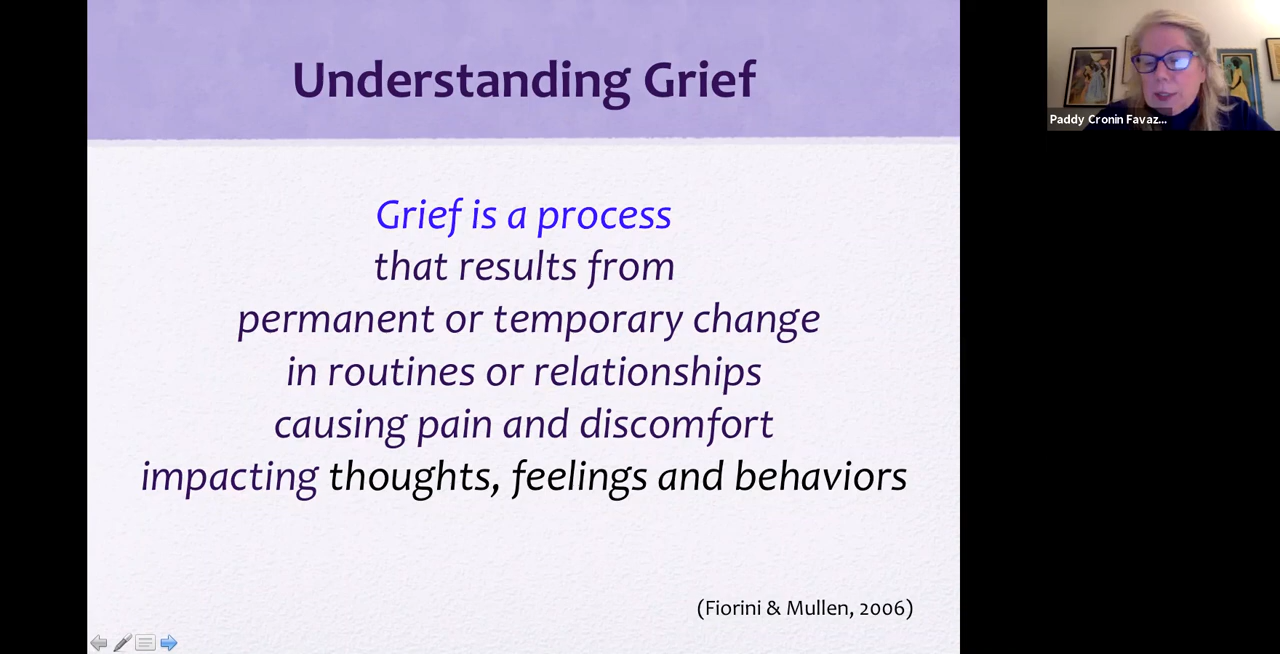 Understanding Grief
Grief is a process
that results from
permanent or temporary change
in routines or relationships
causing pain and discomfort
impacting thoughts, feelings and behaviors
(Fiorini & Mullen, 2006)
Paddy Cronin Favaz...